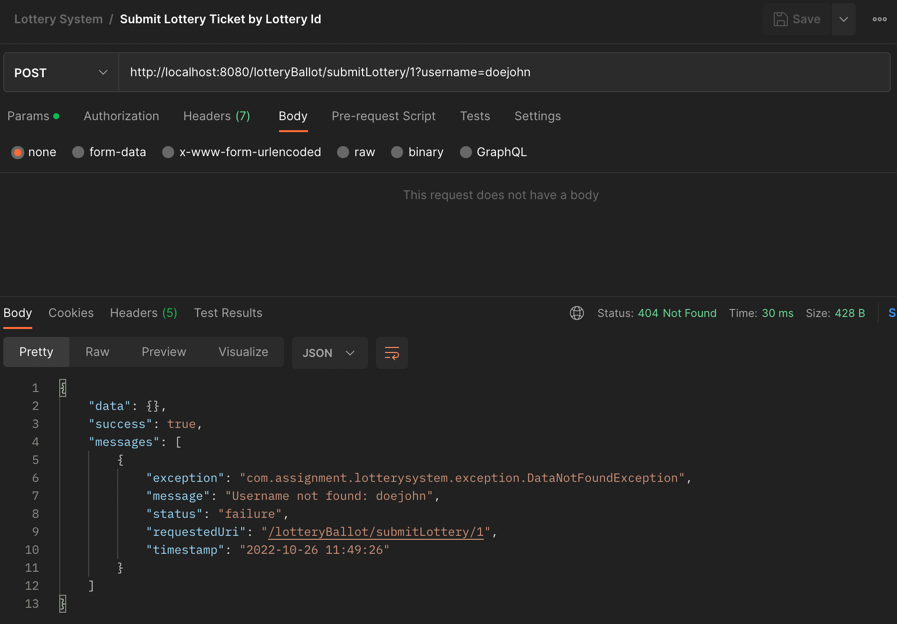 Lottery System / Submit Lottery Ticket by Lottery Id Save
POST http://localhost:8080/lotteryBallot/submitLottery/1?username=doejohn
Params Authorization Headers (7) Body Pre-request Script Tests Settings
none form-data x-www-form-urlencoded raw binary GraphQL
This request does not have a body
Body Cookies Headers (5) Test Results Status: 404 Not Found Time: 30 ms Size: 428 B S
Pretty Raw Preview Visualize JSON
1 {
2 "data": {},
3 "success": true,
4 "messages": [
5 {
6 "exception": "com.assignment.lotterysystem.exception.DataNotFoundException",
7 "message": "Username not found: doejohn",
8 "status": "failure",
9 "requestedUri": "/lotteryBallot/submitLottery/1",
10 "timestamp": "2022-10-26 11:49:26"
11 }
12 ]
13 }